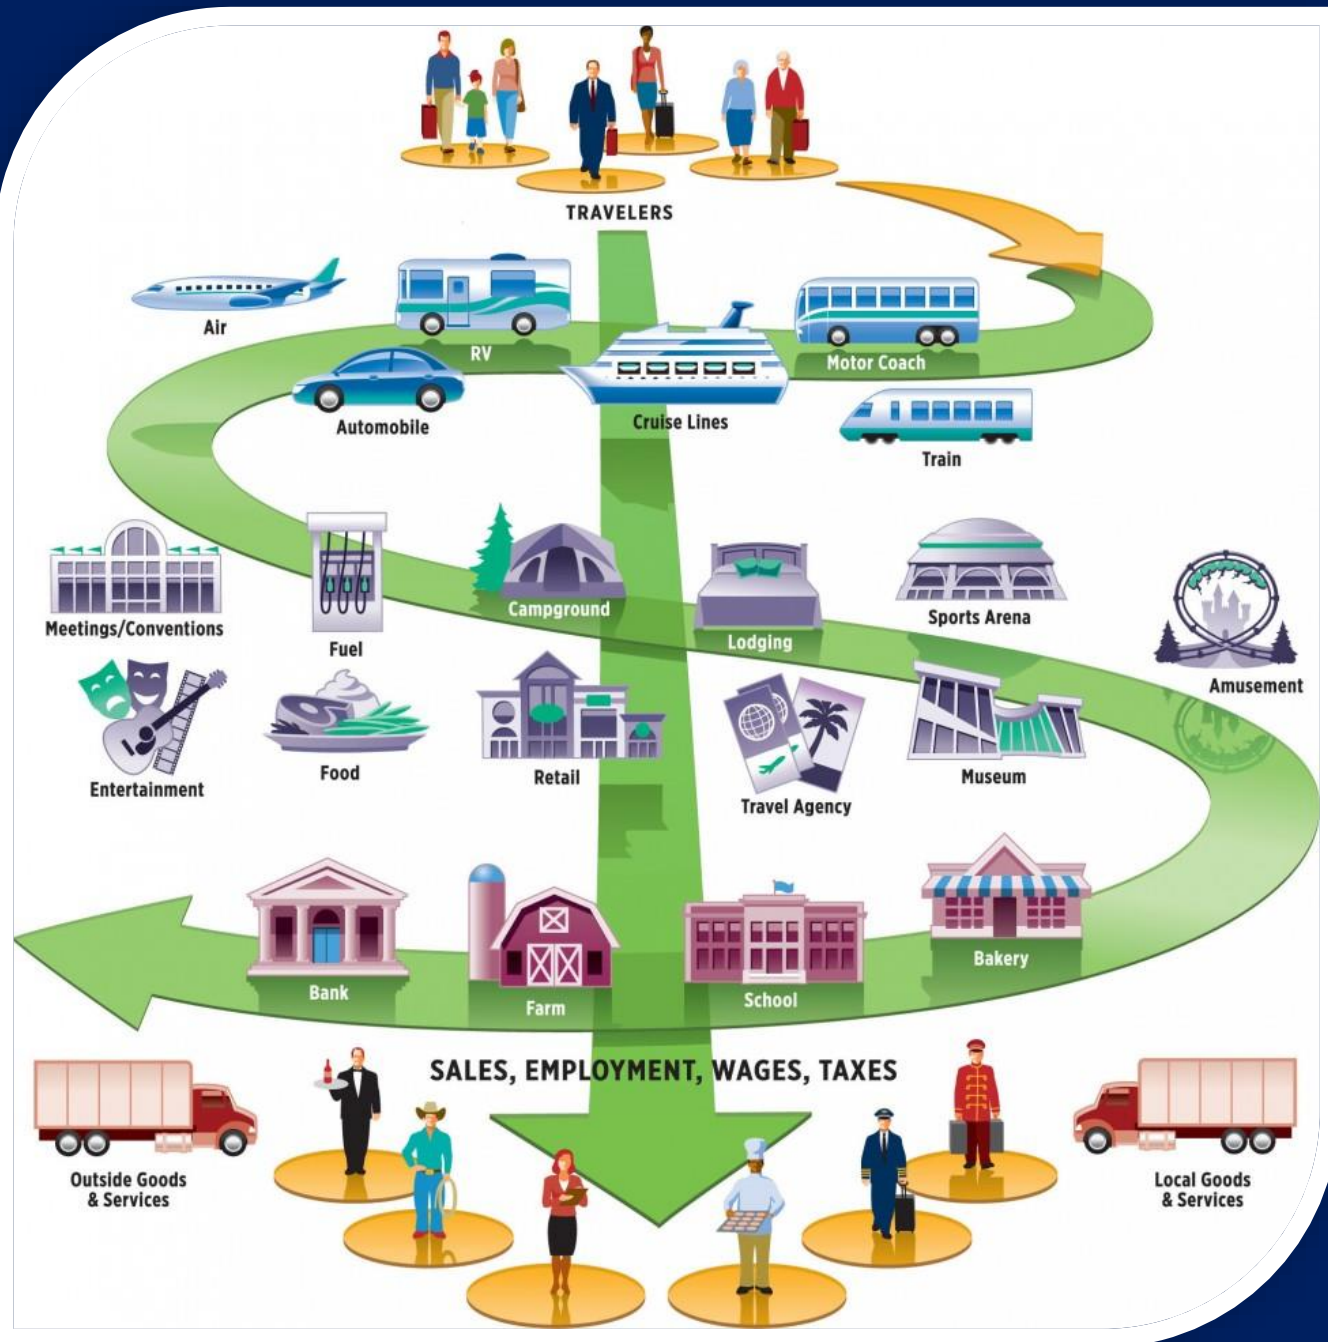 TRAVELERS
Air
RV
Motor Coach
Automobile
Cruise Lines
Train
Meetings/Conventions
Fuel
Campground
Lodging
Sports Arena
Amusement
Entertainment
Food
Retail
Travel Agency
Museum
Bank
Farm
School
Bakery
SALES, EMPLOYMENT, WAGES, TAXES
Outside Goods
& Services
Local Goods
& Services